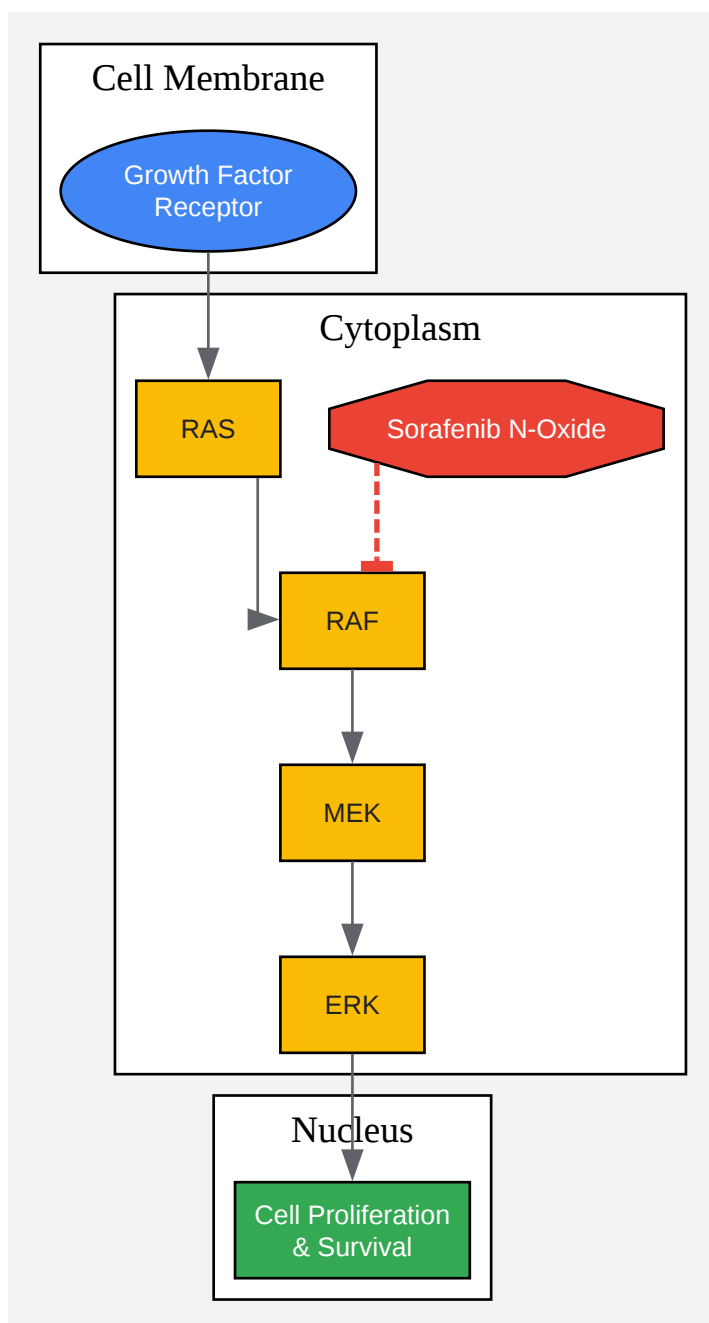 Cell Membrane
Growth Factor
Receptor
Cytoplasm
RAS
Sorafenib N-Oxide
RAF
MEK
ERK
Nucleus
Cell Proliferation
& Survival